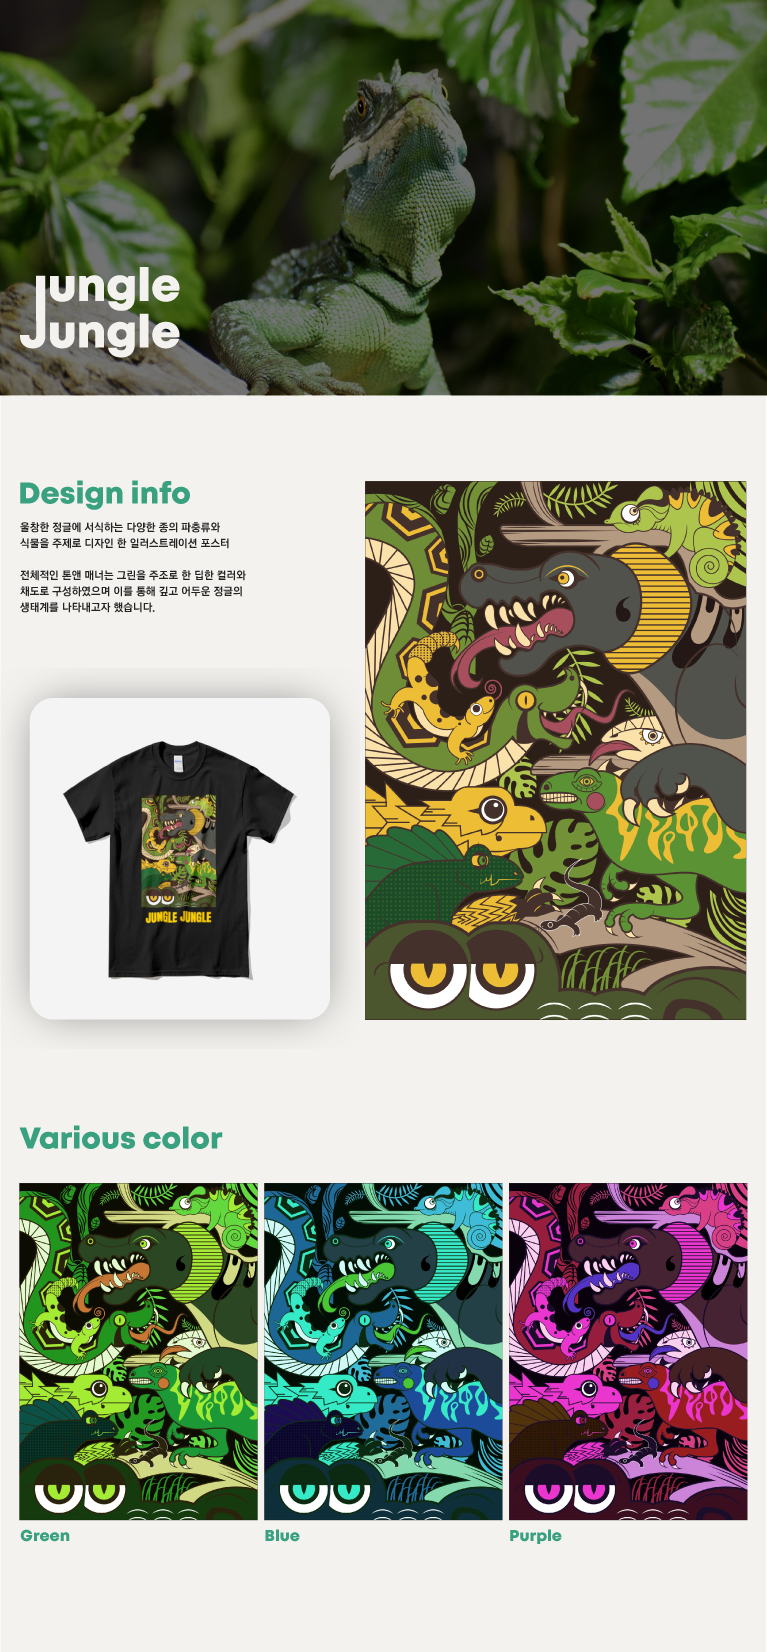 jungle
Jungle
Design info
울창한 정글에 서식하는 다양한 종의 파충류와
식물을 주제로 디자인 한 일러스트레이션 포스터
전체적인 톤앤 매너는 그린을 주조로 한 딥한 컬러와
채도로 구성하였으며 이를 통해 깊고 어두운 정글의
생태계를 나타내고자 했습니다.
JUNGLE JUNGLE
Various color
Green
Blue
Purple